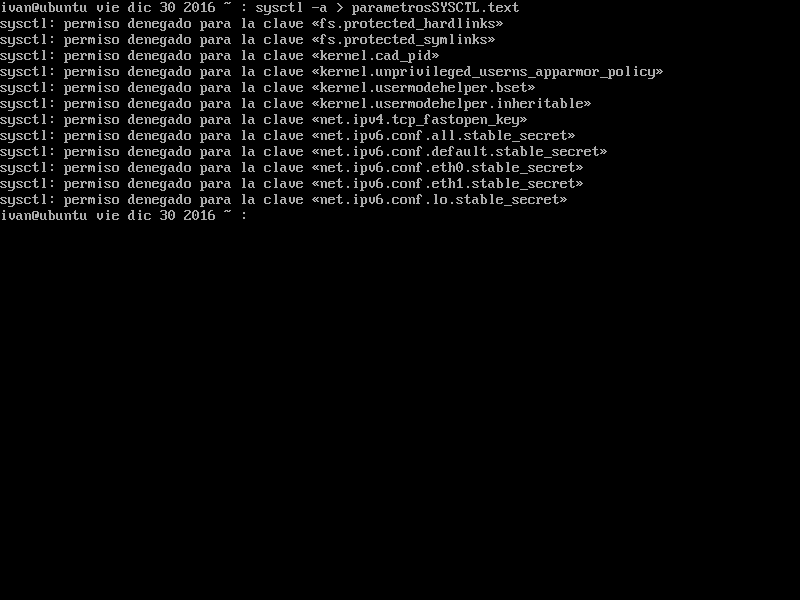 ivan@ubuntu vie dic 30 2016 ~ : sysctl -a > parametrosSYSCTL.text
sysctl: permiso denegado para la clave «fs.protected_hardlinks»
sysctl: permiso denegado para la clave «fs.protected_symlinks»
sysctl: permiso denegado para la clave «kernel.cad_pid»
sysctl: permiso denegado para la clave «kernel.unprivileged_userns_apparmor_policy»
sysctl: permiso denegado para la clave «kernel.usermodehelper.bset»
sysctl: permiso denegado para la clave «kernel.usermodehelper.inheritable»
sysctl: permiso denegado para la clave «net.ipv4.tcp_fastopen_key»
sysctl: permiso denegado para la clave «net.ipv6.conf.all.stable_secret»
sysctl: permiso denegado para la clave «net.ipv6.conf.default.stable_secret»
sysctl: permiso denegado para la clave «net.ipv6.conf.eth0.stable_secret»
sysctl: permiso denegado para la clave «net.ipv6.conf.eth1.stable_secret»
sysctl: permiso denegado para la clave «net.ipv6.conf.lo.stable_secret»
ivan@ubuntu vie dic 30 2016 ~ :